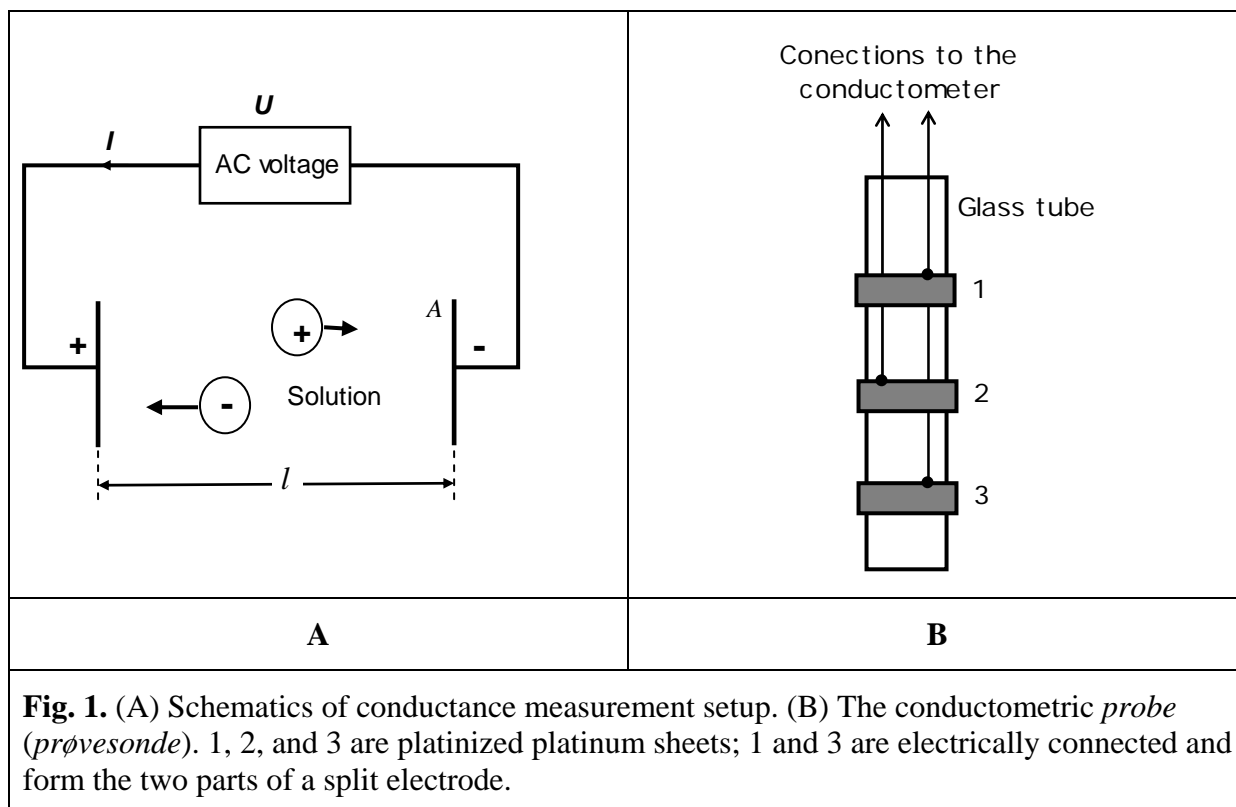 U
I
AC voltage
A
+
-
+
Solution
-
l
A
Conections to the
conductometer
Glass tube
1
2
3
B
Fig. 1. (A) Schematics of conductance measurement setup. (B) The conductometric probe
(prøvesonde). 1, 2, and 3 are platinized platinum sheets; 1 and 3 are electrically connected and
form the two parts of a split electrode.